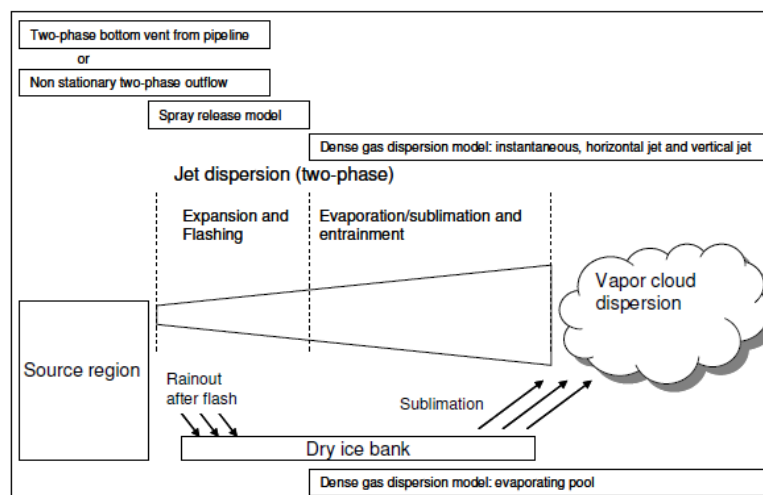 Two-phase bottom vent from pipeline
or
Non stationary two-phase outflow
Spray release model
Dense gas dispersion model: instantaneous, horizontal jet and vertical jet
Jet dispersion (two-phase)
Expansion and
Flashing
Evaporation/sublimation and
entrainment
Vapor cloud
dispersion
Source region
Rainout
after flash
Sublimation
Dry ice bank
Dense gas dispersion model: evaporating pool